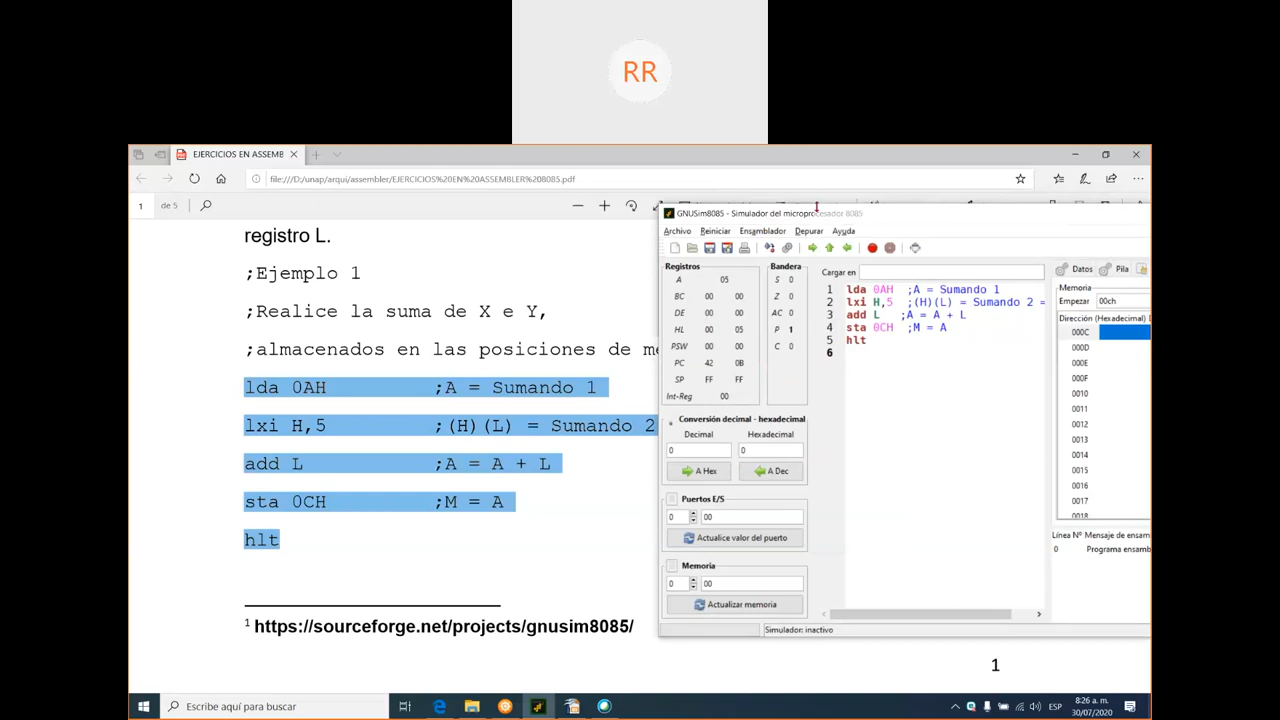 RR
EJERCICIOS EN ASSEMB
file:///D:/unap/arqui/assembler/EJERCICIOS%20EN%20ASSEMBLER%208085.pdf
1 de 5
registro L.
;Ejemplo 1
;Realice la suma de X e Y,
;almacenados en las posiciones de me
lda 0AH ;A = Sumando 1
lxi H,5 ;(H)(L) = Sumando 2
add L ;A = A + L
sta 0CH ;M = A
hlt
1 https://sourceforge.net/projects/gnusim8085/
1
GNUSim8085 - Simulador del microprocesador 8085
Archivo Reiniciar Ensamblador Depurar Ayuda
Registros
A 05
BC 00 00
DE 00 00
HL 00 05
PSW 00 00
PC 42 0B
SP FF FF
Int-Reg 00
Bandera
S 0
Z 0
AC 0
P 1
C 0
Conversión decimal - hexadecimal
Decimal Hexadecimal
0 0
A Hex A Dec
Puertos E/S
0 00
Actualice valor del puerto
Memoria
0 00
Actualizar memoria
Cargar en
1 lda 0AH ;A = Sumando 1
2 lxi H,5 ;(H)(L) = Sumando 2 =
3 add L ;A = A + L
4 sta 0CH ;M = A
5 hlt
6
Datos Pila
Memoria
Empezar 00ch
Dirección (Hexadecimal)
000C
000D
000E
000F
0010
0011
0012
0013
0014
0015
0016
0017
0018
Línea Nº Mensaje de ensam
0 Programa ensamb
Simulador: inactivo
Escribe aquí para buscar
ESP
8:26 a. m.
30/07/2020